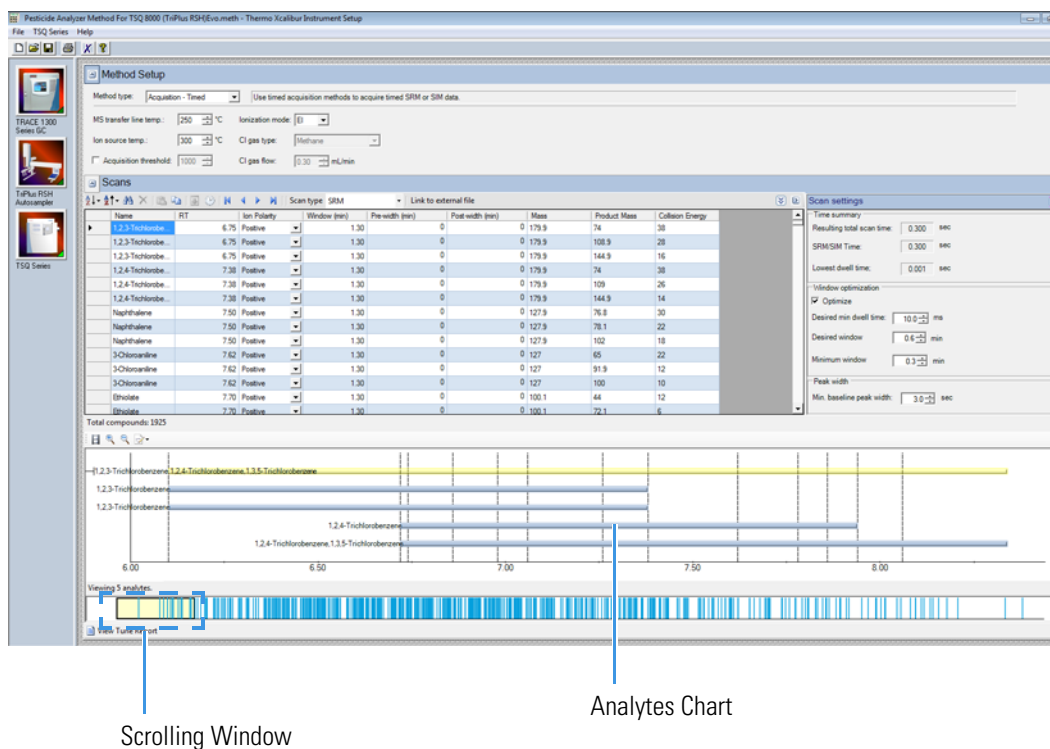 Pesticide Analyzer Method For TSQ 8000 (TriPlus RSH)Evo.meth - Thermo Xcalibur Instrument Setup
File TSQ Series Help
TRACE 1300
Series GC
TriPlus RSH
Autosampler
TSQ Series
Method Setup
Method type: Acquisition - Timed Use timed acquisition methods to acquire timed SRM or SIM data.
MS transfer line temp.: 250 °C Ionization mode: EI
Ion source temp.: 300 °C CI gas type: Methane
Acquisition threshold: 1000 CI gas flow: 0.30 mL/min
Scans
Scan type: SRM Link to external file
Name RT Ion Polarity Window (min) Pre-width (min) Post-width (min) Mass Product Mass Collision Energy
1,2,3-Trichlorobe... 6.75 Positive 1.30 0 0 179.9 74 38
1,2,3-Trichlorobe... 6.75 Positive 1.30 0 0 179.9 108.9 28
1,2,3-Trichlorobe... 6.75 Positive 1.30 0 0 179.9 144.9 16
1,2,4-Trichlorobe... 7.38 Positive 1.30 0 0 179.9 74 38
1,2,4-Trichlorobe... 7.38 Positive 1.30 0 0 179.9 109 26
1,2,4-Trichlorobe... 7.38 Positive 1.30 0 0 179.9 144.9 14
Naphthalene 7.50 Positive 1.30 0 0 127.9 76.8 30
Naphthalene 7.50 Positive 1.30 0 0 127.9 78.1 22
Naphthalene 7.50 Positive 1.30 0 0 127.9 102 18
3-Chloroaniline 7.62 Positive 1.30 0 0 127 65 22
3-Chloroaniline 7.62 Positive 1.30 0 0 127 91.9 12
3-Chloroaniline 7.62 Positive 1.30 0 0 127 100 10
Ethiolate 7.70 Positive 1.30 0 0 100.1 44 12
Ethiolate 7.70 Positive 1.30 0 0 100.1 72.1 6
Scan settings
Time summary
Resulting total scan time: 0.300 sec
SRM/SIM Time: 0.300 sec
Lowest dwell time: 0.001 sec
Window optimization
Optimize
Desired min dwell time: 10.0 ms
Desired window 0.6 min
Minimum window 0.3 min
Peak width
Min. baseline peak width: 3.0 sec
Total compounds: 1925
1,2,3-Trichlorobenzene,1,2,4-Trichlorobenzene,1,3,5-Trichlorobenzene
1,2,3-Trichlorobenzene
1,2,3-Trichlorobenzene
1,2,4-Trichlorobenzene
1,2,4-Trichlorobenzene,1,3,5-Trichlorobenzene
6.00 6.50 7.00 7.50 8.00
Viewing 5 analytes.
View Tune Report
Analytes Chart
Scrolling Window